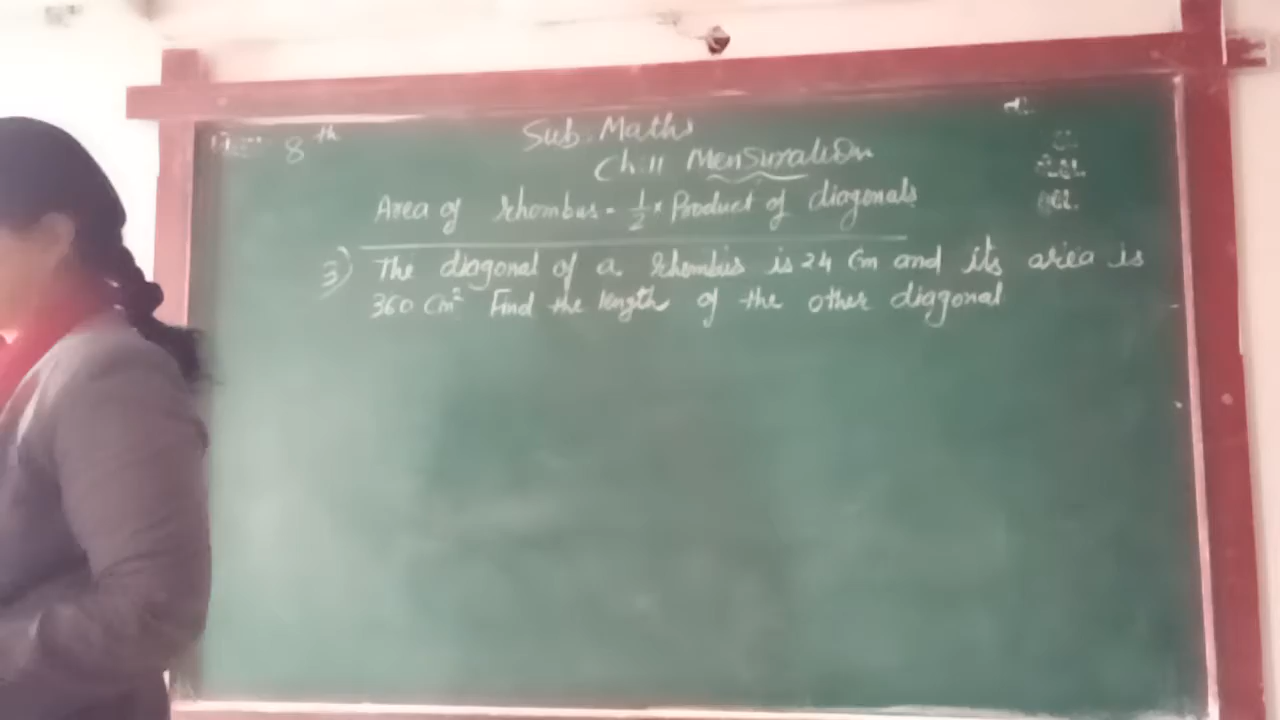 8th
Sub. Maths
Ch. 11 Mensuration
Area of rhombus = 1/2 × Product of diagonals
3) The diagonal of a rhombus is 24 cm and its area is
360 cm² Find the length of the other diagonal